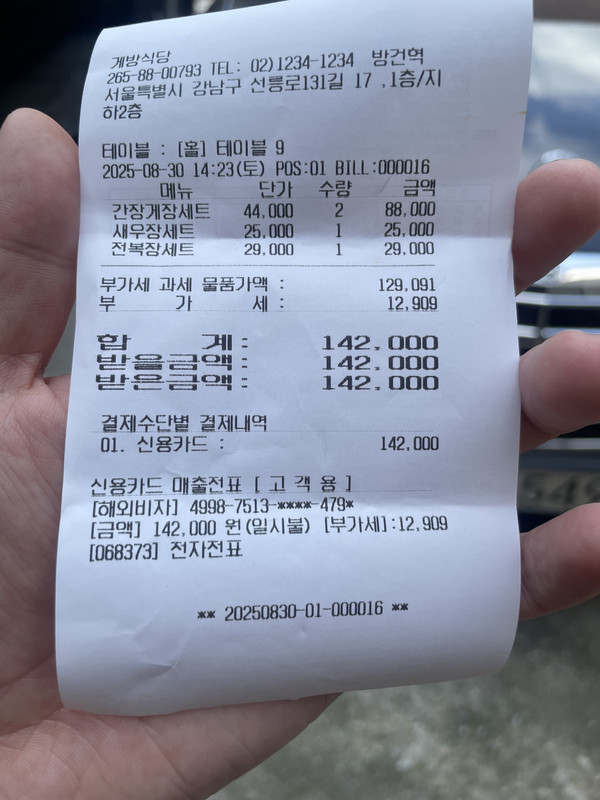 게방식당
265-88-00793 TEL: 02)1234-1234 방건혁
서울특별시 강남구 선릉로131길 17 ,1층/지
하2층
테이블 : [홀] 테이블 9
2025-08-30 14:23(토) POS:01 BILL:000016
메뉴 단가 수량 금액
간장게장세트 44,000 2 88,000
새우장세트 25,000 1 25,000
전복장세트 29,000 1 29,000
부가세 과세 물품가액 : 129,091
부 가 세 : 12,909
합 계 : 142,000
받을금액 : 142,000
받은금액 : 142,000
결제수단별 결제내역
01. 신용카드 : 142,000
신용카드 매출전표 [ 고 객 용 ]
[해외비자] 4998-7513-****-479*
[금액] 142,000 원(일시불) [부가세]:12,909
[068373] 전자전표
** 20250830-01-000016 **